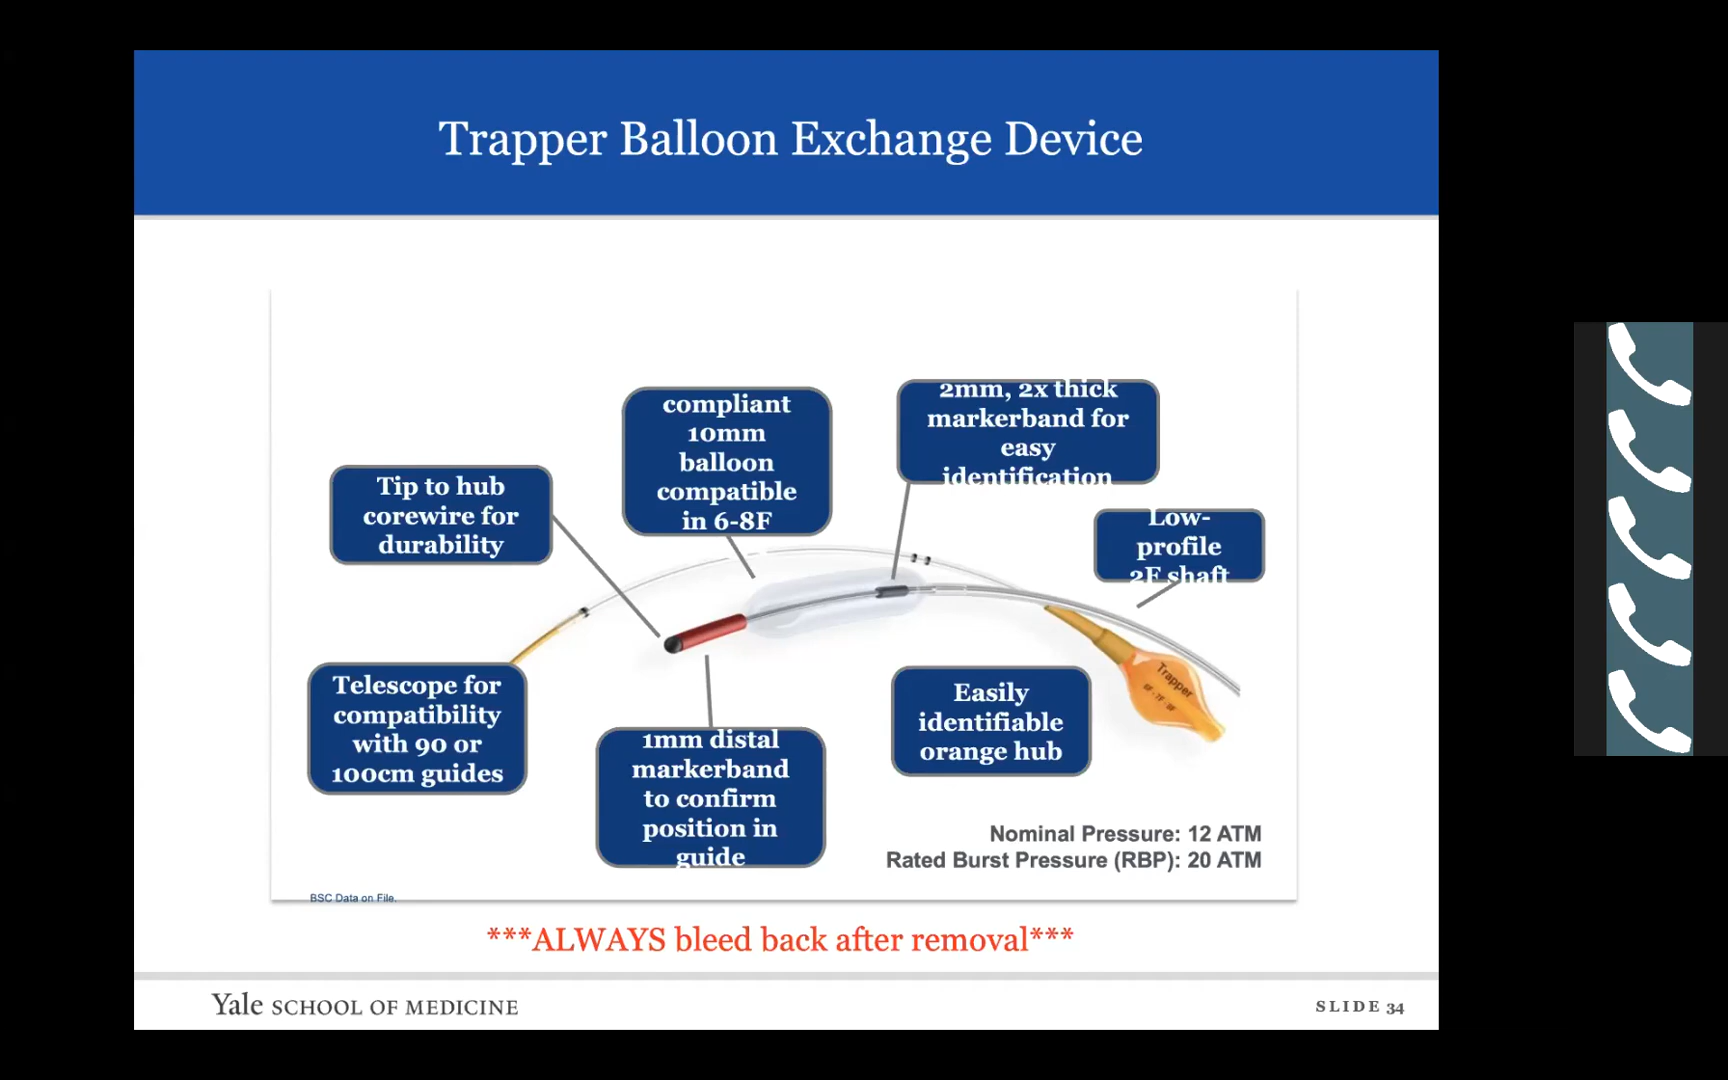 Trapper Balloon Exchange Device
compliant
10mm
balloon
compatible
in 6-8F
2mm, 2x thick
markerband for
easy
identification
Tip to hub
corewire for
durability
Low-
profile
2F shaft
Telescope for
compatibility
with 90 or
100cm guides
1mm distal
markerband
to confirm
position in
guide
Easily
identifiable
orange hub
Trapper
6F - 7F - 8F
Nominal Pressure: 12 ATM
Rated Burst Pressure (RBP): 20 ATM
BSC Data on File.
***ALWAYS bleed back after removal***
Yale SCHOOL OF MEDICINE
SLIDE 34